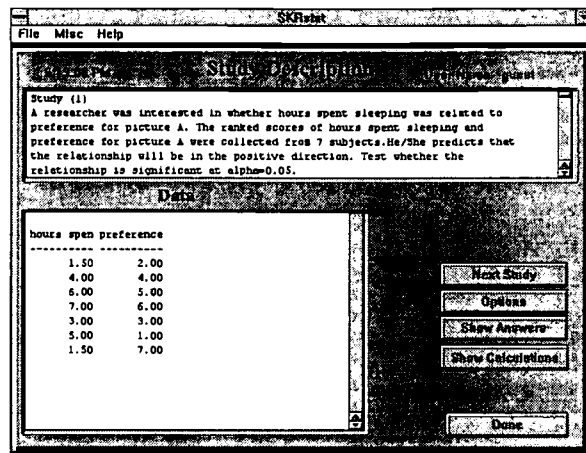 SKRstat
File Misc Help
Study Description
guest
Study (1)
A researcher was interested in whether hours spent sleeping was related to
preference for picture A. The ranked scores of hours spent sleeping and
preference for picture A were collected from 7 subjects.He/She predicts that
the relationship will be in the positive direction. Test whether the
relationship is significant at alpha=0.05.
Data
hours spen preference
---------- ----------
1.50 2.00
4.00 4.00
6.00 5.00
7.00 6.00
3.00 3.00
5.00 1.00
1.50 7.00
Next Study
Options
Show Answers
Show Calculations
Done